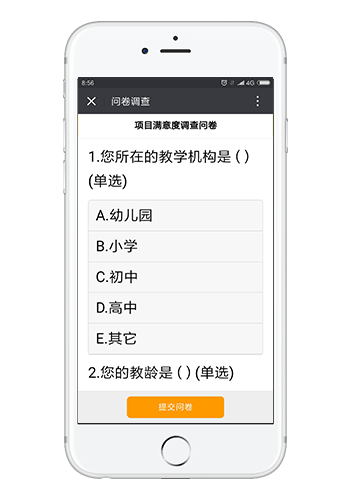 8:56 4G
问卷调查
项目满意度调查问卷
1.您所在的教学机构是 ( )
(单选)
A.幼儿园
B.小学
C.初中
D.高中
E.其它
2.您的教龄是 ( ) (单选)
提交问卷